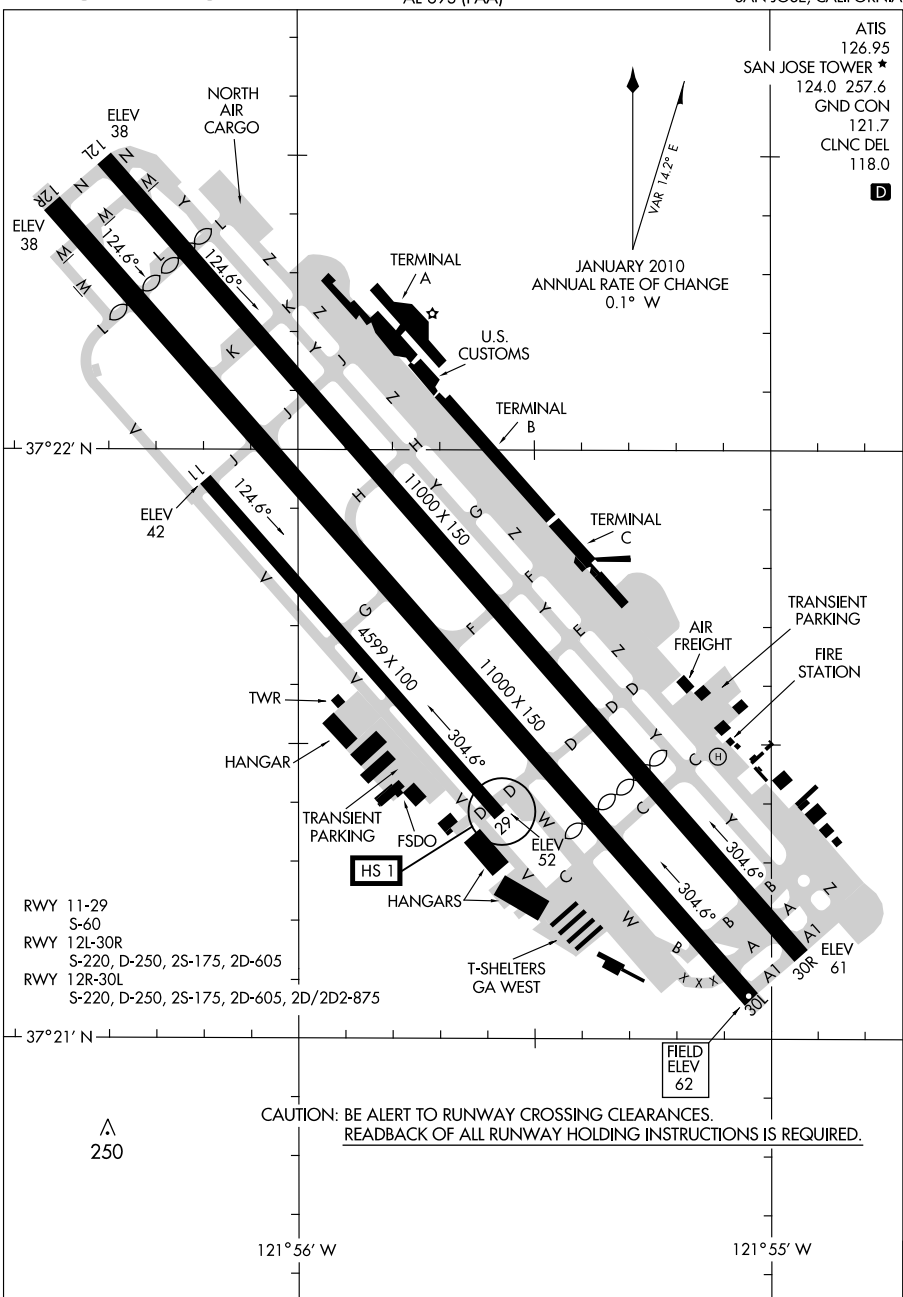 SAN JOSE, CALIFORNIA
ATIS
126.95
SAN JOSE TOWER ★
124.0 257.6
GND CON
121.7
CLNC DEL
118.0
D
NORTH
AIR
CARGO
ELEV
38
12L
12R
ELEV
38
N
N
W
W
W
W
Y
L
L
L
Z
124.6°
124.6°
VAR 14.2° E
JANUARY 2010
ANNUAL RATE OF CHANGE
0.1° W
TERMINAL
A
U.S.
CUSTOMS
TERMINAL
B
K
Z
K
Y
J
J
Z
V
J
H
H
37°22' N
11
124.6°
ELEV
42
11000 X 150
Y
G
Z
TERMINAL
C
V
G
F
F
Y
E
Z
4599 X 100
V
11000 X 150
TRANSIENT
PARKING
AIR
FREIGHT
FIRE
STATION
TWR
HANGAR
304.6°
D
D
D
Y
C
H
TRANSIENT
PARKING
FSDO
V
D
D
29
W
C
Y
ELEV
52
HS 1
HANGARS
V
C
304.6°
304.6°
W
B
B
B
A
A
Z
A1
A1
X X X
30R
30L
ELEV
61
T-SHELTERS
GA WEST
RWY 11-29
S-60
RWY 12L-30R
S-220, D-250, 2S-175, 2D-605
RWY 12R-30L
S-220, D-250, 2S-175, 2D-605, 2D/2D2-875
37°21' N
FIELD
ELEV
62
CAUTION: BE ALERT TO RUNWAY CROSSING CLEARANCES.
READBACK OF ALL RUNWAY HOLDING INSTRUCTIONS IS REQUIRED.
250
121°56' W
121°55' W